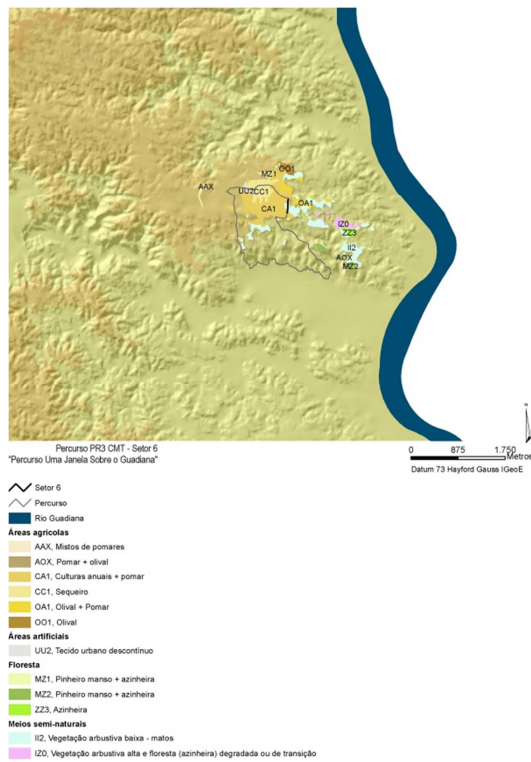 OO1
MZ1
AAX
UU2CC1
OA1
CA1
IZ0
ZZ3
II2
AOX
MZ2
Percurso PR3 CMT - Setor 6
"Percurso Uma Janela Sobre o Guadiana"
0 875 1.750
Metros
Datum 73 Hayford Gauss IGeoE
Setor 6
Percurso
Rio Guadiana
Áreas agrícolas
AAX, Mistos de pomares
AOX, Pomar + olival
CA1, Culturas anuais + pomar
CC1, Sequeiro
OA1, Olival + Pomar
OO1, Olival
Áreas artificiais
UU2, Tecido urbano descontínuo
Floresta
MZ1, Pinheiro manso + azinheira
MZ2, Pinheiro manso + azinheira
ZZ3, Azinheira
Meios semi-naturais
II2, Vegetação arbustiva baixa - matos
IZ0, Vegetação arbustiva alta e floresta (azinheira) degradada ou de transição